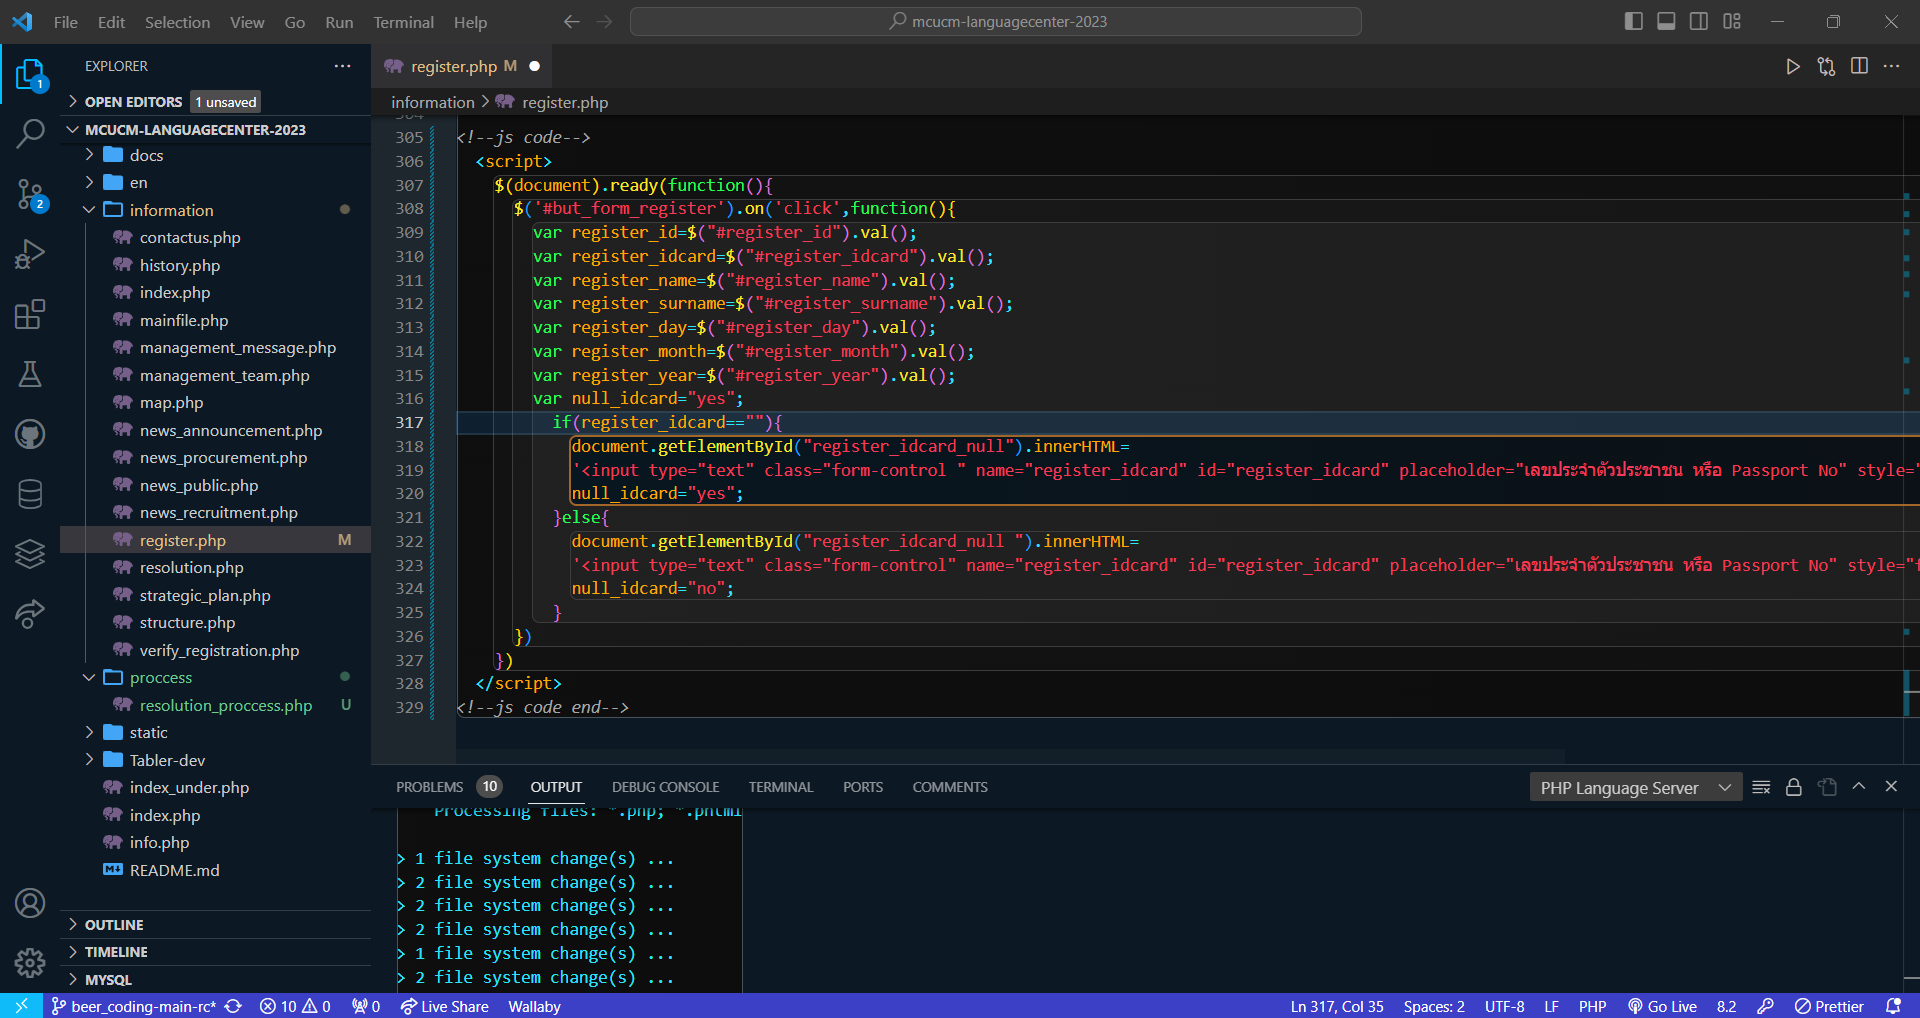 File Edit Selection View Go Run Terminal Help
mcucm-languagecenter-2023
EXPLORER
OPEN EDITORS 1 unsaved
MCUCM-LANGUAGECENTER-2023
docs
en
information
contactus.php
history.php
index.php
mainfile.php
management_message.php
management_team.php
map.php
news_announcement.php
news_procurement.php
news_public.php
news_recruitment.php
register.php M
resolution.php
strategic_plan.php
structure.php
verify_registration.php
proccess
resolution_proccess.php U
static
Tabler-dev
index_under.php
index.php
info.php
README.md
OUTLINE
TIMELINE
MYSQL
1
2
register.php M
information > register.php
304
305 <!--js code-->
306 <script>
307 $(document).ready(function(){
308 $('#but_form_register').on('click',function(){
309 var register_id=$("#register_id").val();
310 var register_idcard=$("#register_idcard").val();
311 var register_name=$("#register_name").val();
312 var register_surname=$("#register_surname").val();
313 var register_day=$("#register_day").val();
314 var register_month=$("#register_month").val();
315 var register_year=$("#register_year").val();
316 var null_idcard="yes";
317 if(register_idcard==""){
318 document.getElementById("register_idcard_null").innerHTML=
319 '<input type="text" class="form-control " name="register_idcard" id="register_idcard" placeholder="เลขประจำตัวประชาชน หรือ Passport No" style="
320 null_idcard="yes";
321 }else{
322 document.getElementById("register_idcard_null ").innerHTML=
323 '<input type="text" class="form-control" name="register_idcard" id="register_idcard" placeholder="เลขประจำตัวประชาชน หรือ Passport No" style="f
324 null_idcard="no";
325 }
326 })
327 })
328 </script>
329 <!--js code end-->
PROBLEMS 10 OUTPUT DEBUG CONSOLE TERMINAL PORTS COMMENTS
PHP Language Server
Processing files: *.php; *.phtml
> 1 file system change(s) ...
> 2 file system change(s) ...
> 2 file system change(s) ...
> 2 file system change(s) ...
> 1 file system change(s) ...
> 2 file system change(s) ...
beer_coding-main-rc* 10 0 0 Live Share Wallaby
Ln 317, Col 35 Spaces: 2 UTF-8 LF PHP Go Live 8.2 Prettier